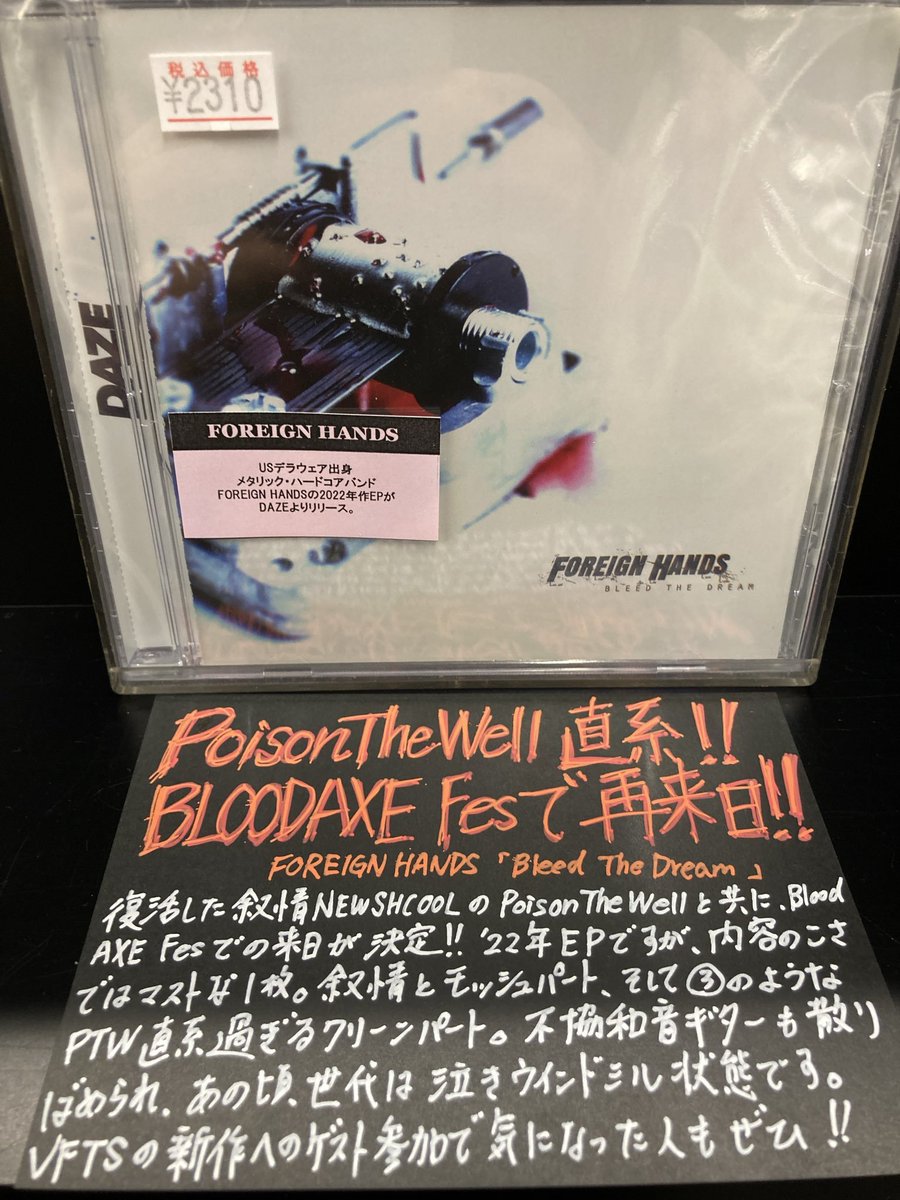 税込価格
¥2310
DAZE
FOREIGN HANDS
USデラウェア出身
メタリック・ハードコアバンド
FOREIGN HANDSの2022年作EPが
DAZEよりリリース。
FOREIGN HANDS
BLEED THE DREAM
PoisonTheWell 直系!!
BLOODAXE Fesで再来日!!
FOREIGN HANDS「Bleed The Dream」
復活した叙情NEWSHCOOLのPoisonTheWellと共に、Blood
AXE Fesでの来日が決定!! '22年EPですが、内容のこさ
ではマストな1枚。叙情とモッシュパート、そして③のような
PTW直系過ぎるクリーンパート。不協和音ギターも散り
ばめられ、あの頃世代は泣きウインドミル状態です。
VFTSの新作へのゲスト参加で気になった人もぜひ!!